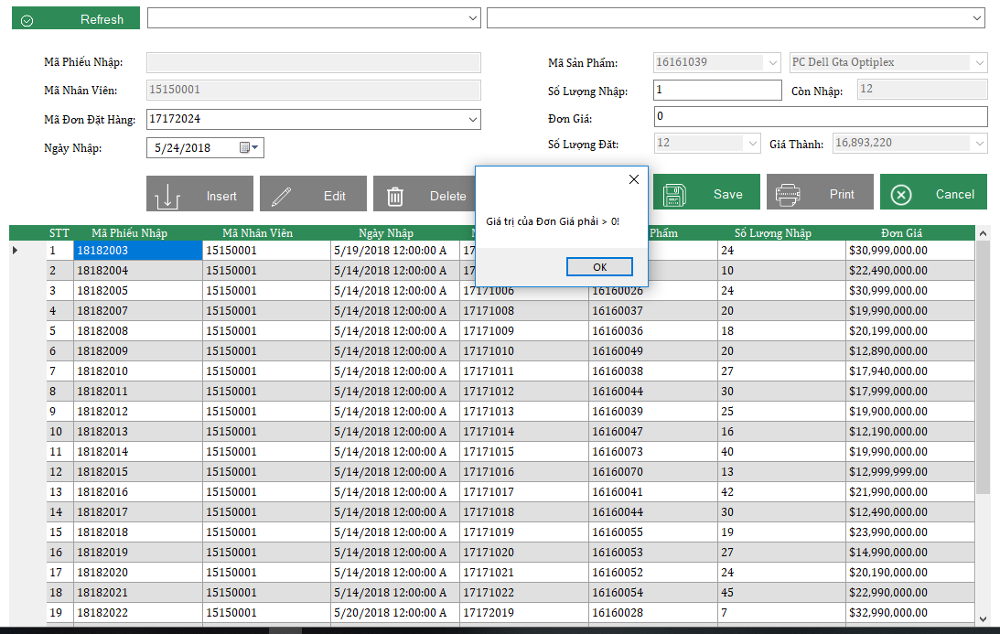 Refresh
Mã Phiếu Nhập:
Mã Sản Phẩm: 16161039 PC Dell Gta Optiplex
Mã Nhân Viên: 15150001
Số Lượng Nhập: 1 Còn Nhập: 12
Mã Đơn Đặt Hàng: 17172024
Đơn Giá: 0
Ngày Nhập: 5/24/2018
Số Lượng Đặt: 12 Giá Thành: 16,893,220
Insert Edit Delete Save Print Cancel
Giá trị của Đơn Giá phải > 0!
OK
STT Mã Phiếu Nhập Mã Nhân Viên Ngày Nhập Phẩm Số Lượng Nhập Đơn Giá
1 18182003 15150001 5/19/2018 12:00:00 A 17 24 $30,999,000.00
2 18182004 15150001 5/14/2018 12:00:00 A 17 10 $22,490,000.00
3 18182005 15150001 5/14/2018 12:00:00 A 17171006 16160026 24 $30,999,000.00
4 18182007 15150001 5/14/2018 12:00:00 A 17171008 16160037 20 $19,990,000.00
5 18182008 15150001 5/14/2018 12:00:00 A 17171009 16160036 18 $20,199,000.00
6 18182009 15150001 5/14/2018 12:00:00 A 17171010 16160049 20 $12,890,000.00
7 18182010 15150001 5/14/2018 12:00:00 A 17171011 16160038 27 $17,940,000.00
8 18182011 15150001 5/14/2018 12:00:00 A 17171012 16160044 30 $17,999,000.00
9 18182012 15150001 5/14/2018 12:00:00 A 17171013 16160039 25 $19,900,000.00
10 18182013 15150001 5/14/2018 12:00:00 A 17171014 16160047 16 $12,190,000.00
11 18182014 15150001 5/14/2018 12:00:00 A 17171015 16160073 40 $19,990,000.00
12 18182015 15150001 5/14/2018 12:00:00 A 17171016 16160070 13 $12,999,999.00
13 18182016 15150001 5/14/2018 12:00:00 A 17171017 16160041 42 $21,990,000.00
14 18182017 15150001 5/14/2018 12:00:00 A 17171018 16160044 30 $12,490,000.00
15 18182018 15150001 5/14/2018 12:00:00 A 17171019 16160055 19 $23,990,000.00
16 18182019 15150001 5/14/2018 12:00:00 A 17171020 16160053 27 $14,990,000.00
17 18182020 15150001 5/14/2018 12:00:00 A 17171021 16160052 24 $20,190,000.00
18 18182021 15150001 5/14/2018 12:00:00 A 17171022 16160054 45 $22,990,000.00
19 18182022 15150001 5/20/2018 12:00:00 A 17172019 16160028 7 $32,990,000.00